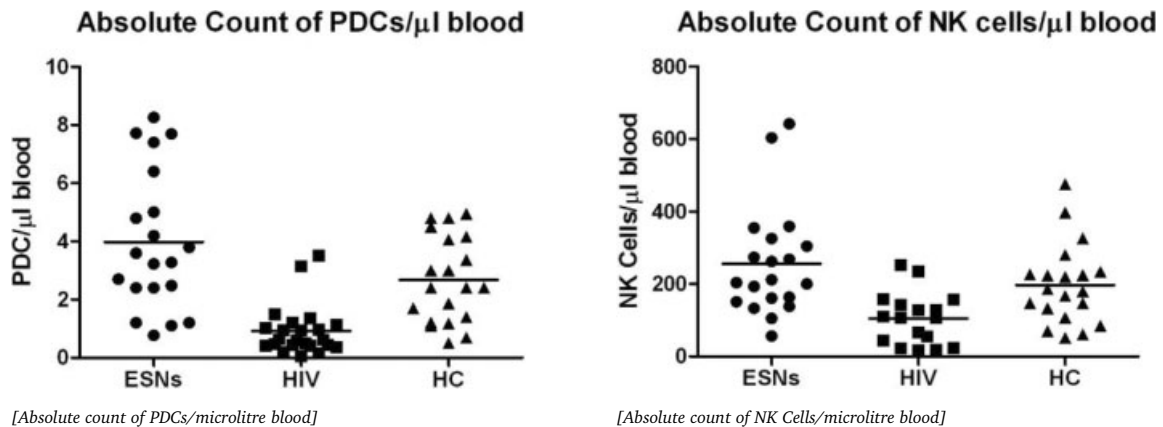 Absolute Count of PDCs/μl blood
PDC/μl blood
10
8
6
4
2
0
ESNs HIV HC
[Absolute count of PDCs/microlitre blood]
Absolute Count of NK cells/μl blood
NK Cells/μl blood
800
600
400
200
0
ESNs HIV HC
[Absolute count of NK Cells/microlitre blood]